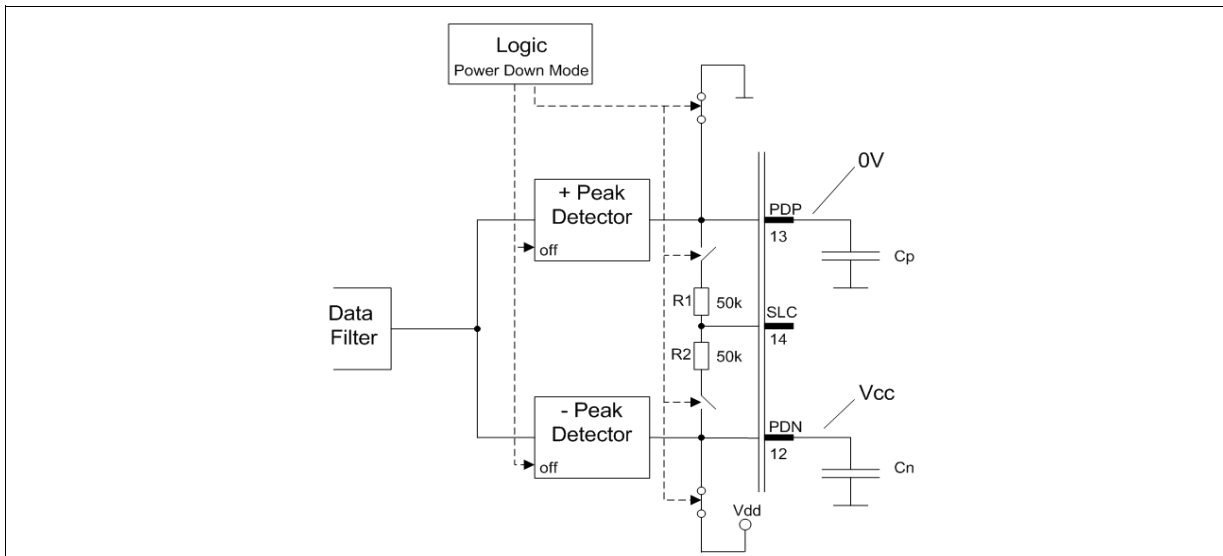 Logic
Power Down Mode
0V
+ Peak
Detector
off
PDP
13
Cp
R1
50k
SLC
14
Data
Filter
R2
50k
Vcc
- Peak
Detector
off
PDN
12
Cn
Vdd